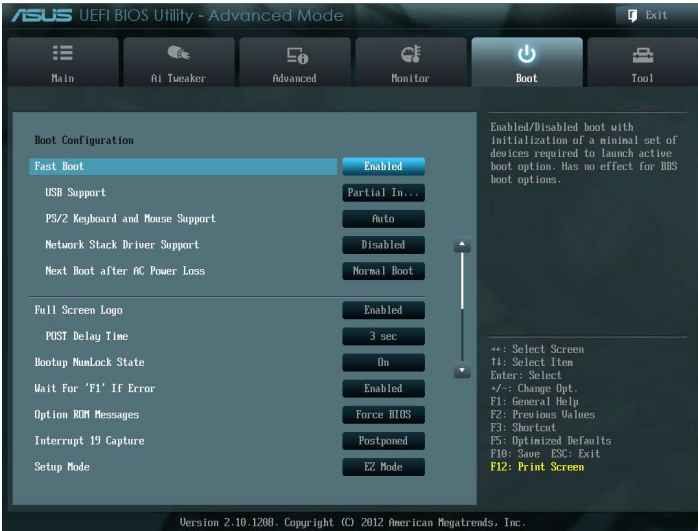 ASUS UEFI BIOS Utility - Advanced Mode
Exit
Main
Ai Tweaker
Advanced
Monitor
Boot
Tool
Boot Configuration
Fast Boot Enabled
USB Support Partial In...
PS/2 Keyboard and Mouse Support Auto
Network Stack Driver Support Disabled
Next Boot after AC Power Loss Normal Boot
Full Screen Logo Enabled
POST Delay Time 3 sec
Bootup NumLock State On
Wait For 'F1' If Error Enabled
Option ROM Messages Force BIOS
Interrupt 19 Capture Postponed
Setup Mode EZ Mode
Enabled/Disabled boot with
initialization of a minimal set of
devices required to launch active
boot option. Has no effect for BBS
boot options.
→←: Select Screen
↑↓: Select Item
Enter: Select
+/-: Change Opt.
F1: General Help
F2: Previous Values
F3: Shortcut
F5: Optimized Defaults
F10: Save ESC: Exit
F12: Print Screen
Version 2.10.1208. Copyright (C) 2012 American Megatrends, Inc.